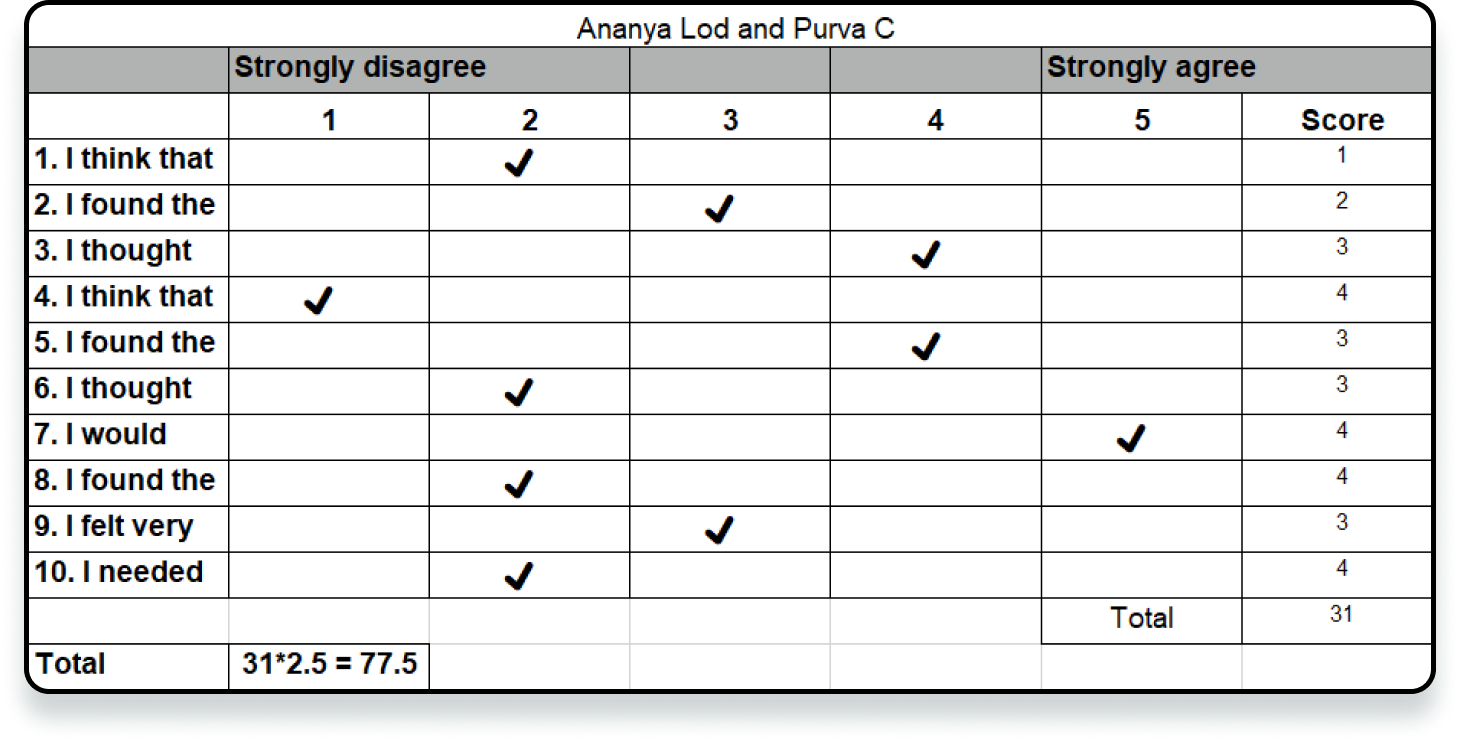 Ananya Lod and Purva C
Strongly disagree Strongly agree
1 2 3 4 5 Score
1. I think that ✔ 1
2. I found the ✔ 2
3. I thought ✔ 3
4. I think that ✔ 4
5. I found the ✔ 3
6. I thought ✔ 3
7. I would ✔ 4
8. I found the ✔ 4
9. I felt very ✔ 3
10. I needed ✔ 4
Total 31
Total 31*2.5 = 77.5